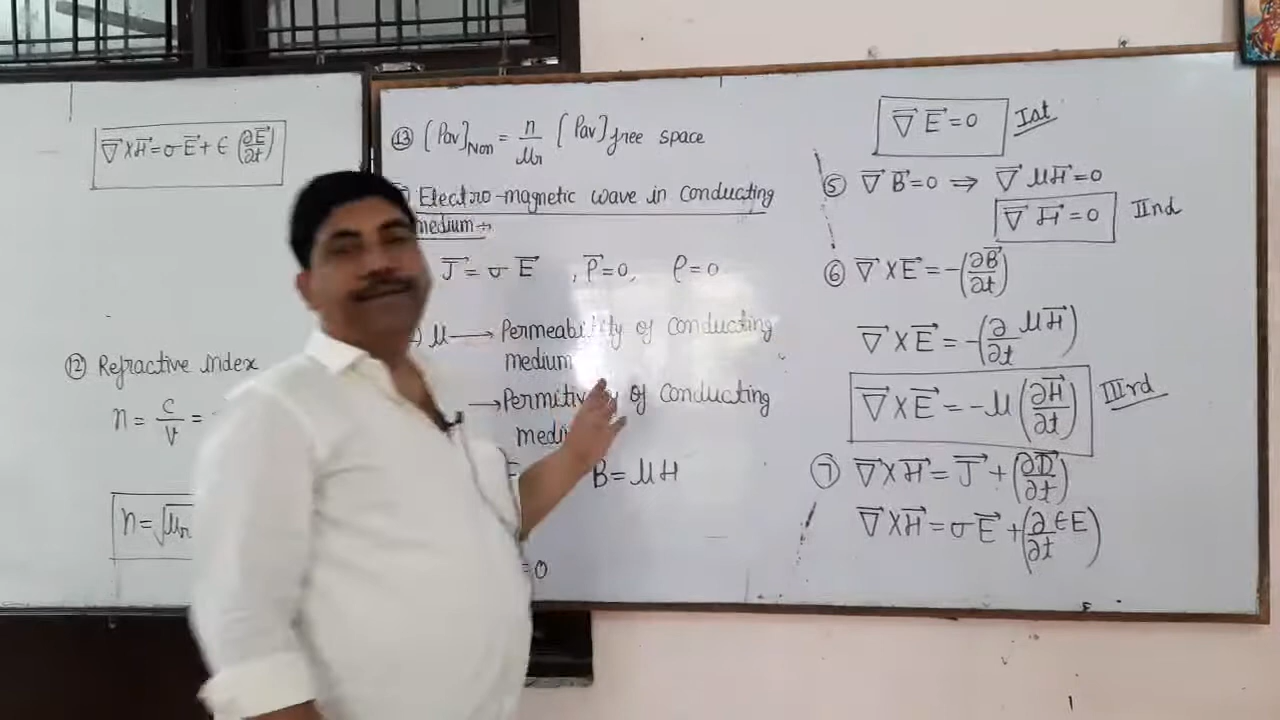 ∇⃗ X H⃗ = σ E⃗ + ϵ (∂E⃗/∂t)
⑫ Refractive index
n = c/v =
n = √μr
⑬ [Pav]Non = n/μr [Pav]free space
Electro-magnetic wave in conducting
medium →
J⃗ = σ E⃗ , P⃗=0, ρ=0
) μ → Permeability of conducting
medium
→ Permitivity of conducting
medi
B = μH
= 0
∇⃗ E⃗ = 0 Ist
⑤ ∇⃗ B⃗ = 0 ⇒ ∇⃗ μH⃗ = 0
∇⃗ H⃗ = 0 IInd
⑥ ∇⃗ X E⃗ = -(∂B⃗/∂t)
∇⃗ X E⃗ = -(∂/∂t μH⃗)
∇⃗ X E⃗ = -μ (∂H⃗/∂t) IIIrd
⑦ ∇⃗ X H⃗ = J⃗ + (∂D⃗/∂t)
∇⃗ X H⃗ = σ E⃗ + (∂/∂t ϵE)